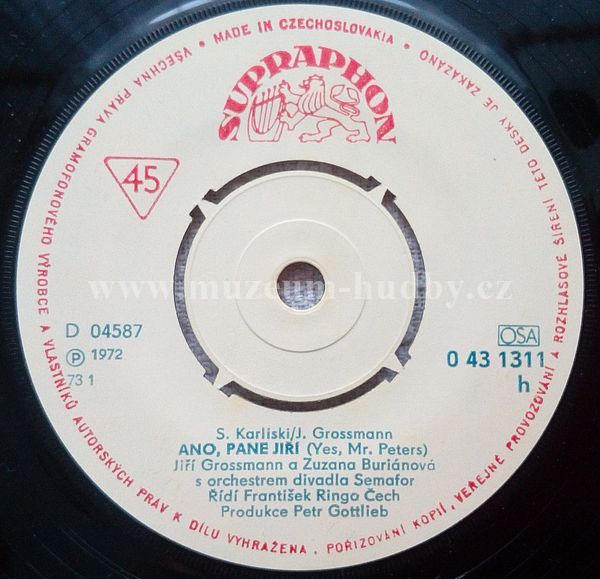 VŠECHNA PRÁVA GRAMOFONOVÉHO VÝROBCE A VLASTNÍKŮ AUTORSKÝCH PRÁV K DÍLU VYHRAŽENA. POŘIZOVÁNÍ KOPIÍ, VEŘEJNÉ PROVOZOVÁNÍ A ROZHLASOVÉ ŠÍŘENÍ TÉTO DESKY JE ZAKÁZÁNO
• MADE IN CZECHOSLOVAKIA •
SUPRAPHON
45
www.muzeum-hudby.cz
D 04587
℗ 1972
73 1
OSA
0 43 1311
h
S. Karliski/J. Grossmann
ANO, PANE JIŘÍ (Yes, Mr. Peters)
Jiří Grossmann a Zuzana Buriánová
s orchestrem divadla Semafor
Řídí František Ringo Čech
Produkce Petr Gottlieb